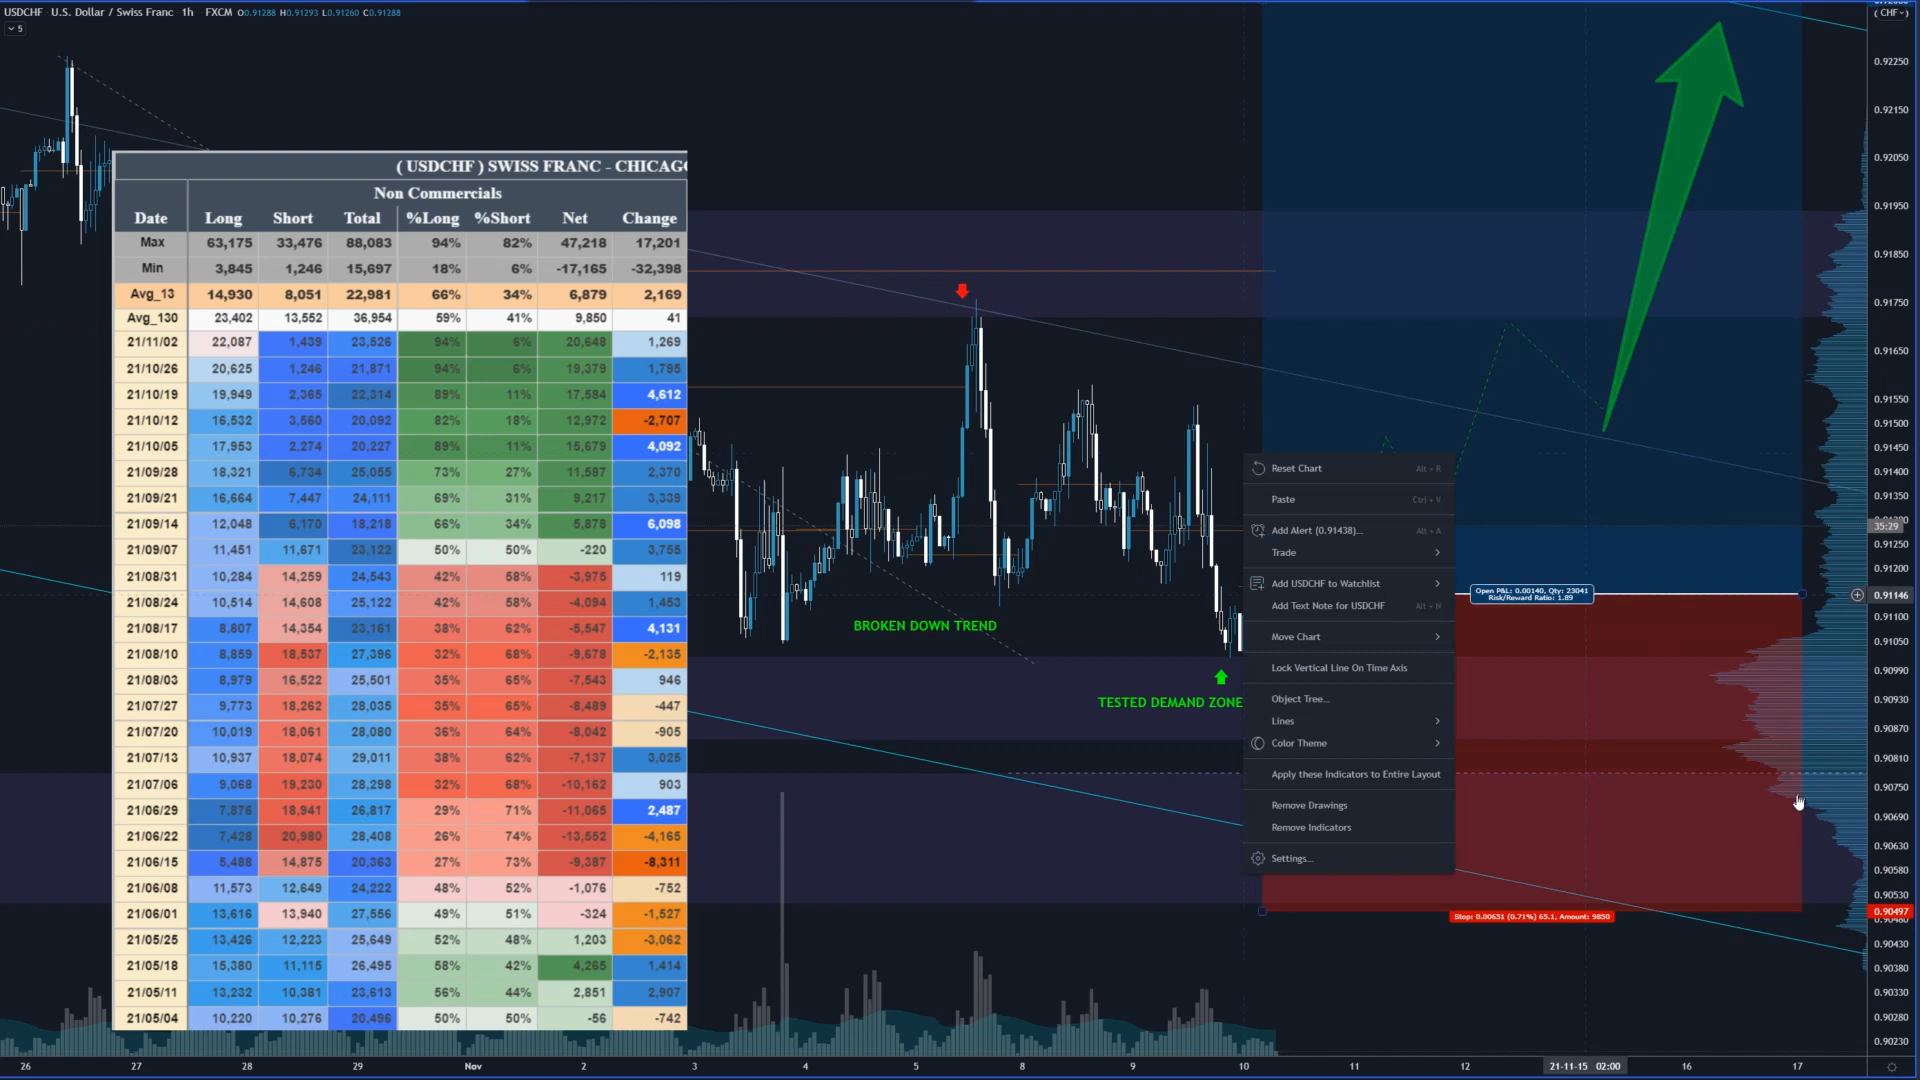 USDCHF · U.S. Dollar / Swiss Franc · 1h · FXCM O0.91288 H0.91293 L0.91260 C0.91288
5
( USDCHF ) SWISS FRANC - CHICAG
Non Commercials
Date Long Short Total %Long %Short Net Change
Max 63,175 33,476 88,083 94% 82% 47,218 17,201
Min 3,845 1,246 15,697 18% 6% -17,165 -32,398
Avg_13 14,930 8,051 22,981 66% 34% 6,879 2,169
Avg_130 23,402 13,552 36,954 59% 41% 9,850 41
21/11/02 22,087 1,439 23,526 94% 6% 20,648 1,269
21/10/26 20,625 1,246 21,871 94% 6% 19,379 1,795
21/10/19 19,949 2,365 22,314 89% 11% 17,584 4,612
21/10/12 16,532 3,560 20,092 82% 18% 12,972 -2,707
21/10/05 17,953 2,274 20,227 89% 11% 15,679 4,092
21/09/28 18,321 6,734 25,055 73% 27% 11,587 2,370
21/09/21 16,664 7,447 24,111 69% 31% 9,217 3,339
21/09/14 12,048 6,170 18,218 66% 34% 5,878 6,098
21/09/07 11,451 11,671 23,122 50% 50% -220 3,755
21/08/31 10,284 14,259 24,543 42% 58% -3,975 119
21/08/24 10,514 14,608 25,122 42% 58% -4,094 1,453
21/08/17 8,807 14,354 23,161 38% 62% -5,547 4,131
21/08/10 8,859 18,537 27,396 32% 68% -9,678 -2,135
21/08/03 8,979 16,522 25,501 35% 65% -7,543 946
21/07/27 9,773 18,262 28,035 35% 65% -8,489 -447
21/07/20 10,019 18,061 28,080 36% 64% -8,042 -905
21/07/13 10,937 18,074 29,011 38% 62% -7,137 3,025
21/07/06 9,068 19,230 28,298 32% 68% -10,162 903
21/06/29 7,876 18,941 26,817 29% 71% -11,065 2,487
21/06/22 7,428 20,980 28,408 26% 74% -13,552 -4,165
21/06/15 5,488 14,875 20,363 27% 73% -9,387 -8,311
21/06/08 11,573 12,649 24,222 48% 52% -1,076 -752
21/06/01 13,616 13,940 27,556 49% 51% -324 -1,527
21/05/25 13,426 12,223 25,649 52% 48% 1,203 -3,062
21/05/18 15,380 11,115 26,495 58% 42% 4,265 1,414
21/05/11 13,232 10,381 23,613 56% 44% 2,851 2,907
21/05/04 10,220 10,276 20,496 50% 50% -56 -742
BROKEN DOWN TREND
TESTED DEMAND ZONE
Reset Chart Alt + R
Paste Ctrl + V
Add Alert (0.91438)... Alt + A
Trade
Add USDCHF to Watchlist
Add Text Note for USDCHF Alt + N
Move Chart
Lock Vertical Line On Time Axis
Object Tree...
Lines
Color Theme
Apply these Indicators to Entire Layout
Remove Drawings
Remove Indicators
Settings...
Open P&L: 0.00140, Qty: 23041
Risk/Reward Ratio: 1.89
Stop: 0.00651 (0.71%) 65.1, Amount: 9850
( CHF )
0.92250
0.92150
0.92050
0.91950
0.91850
0.91750
0.91650
0.91550
0.91500
0.91450
0.91400
0.91350
35:29
0.91250
0.91200
0.91146
0.91100
0.91050
0.90990
0.90930
0.90870
0.90810
0.90750
0.90690
0.90630
0.90580
0.90530
0.90497
0.90430
0.90380
0.90330
0.90280
0.90230
26 27 28 29 Nov 2 3 4 5 8 9 10 11 12 21-11-15 02:00 16 17